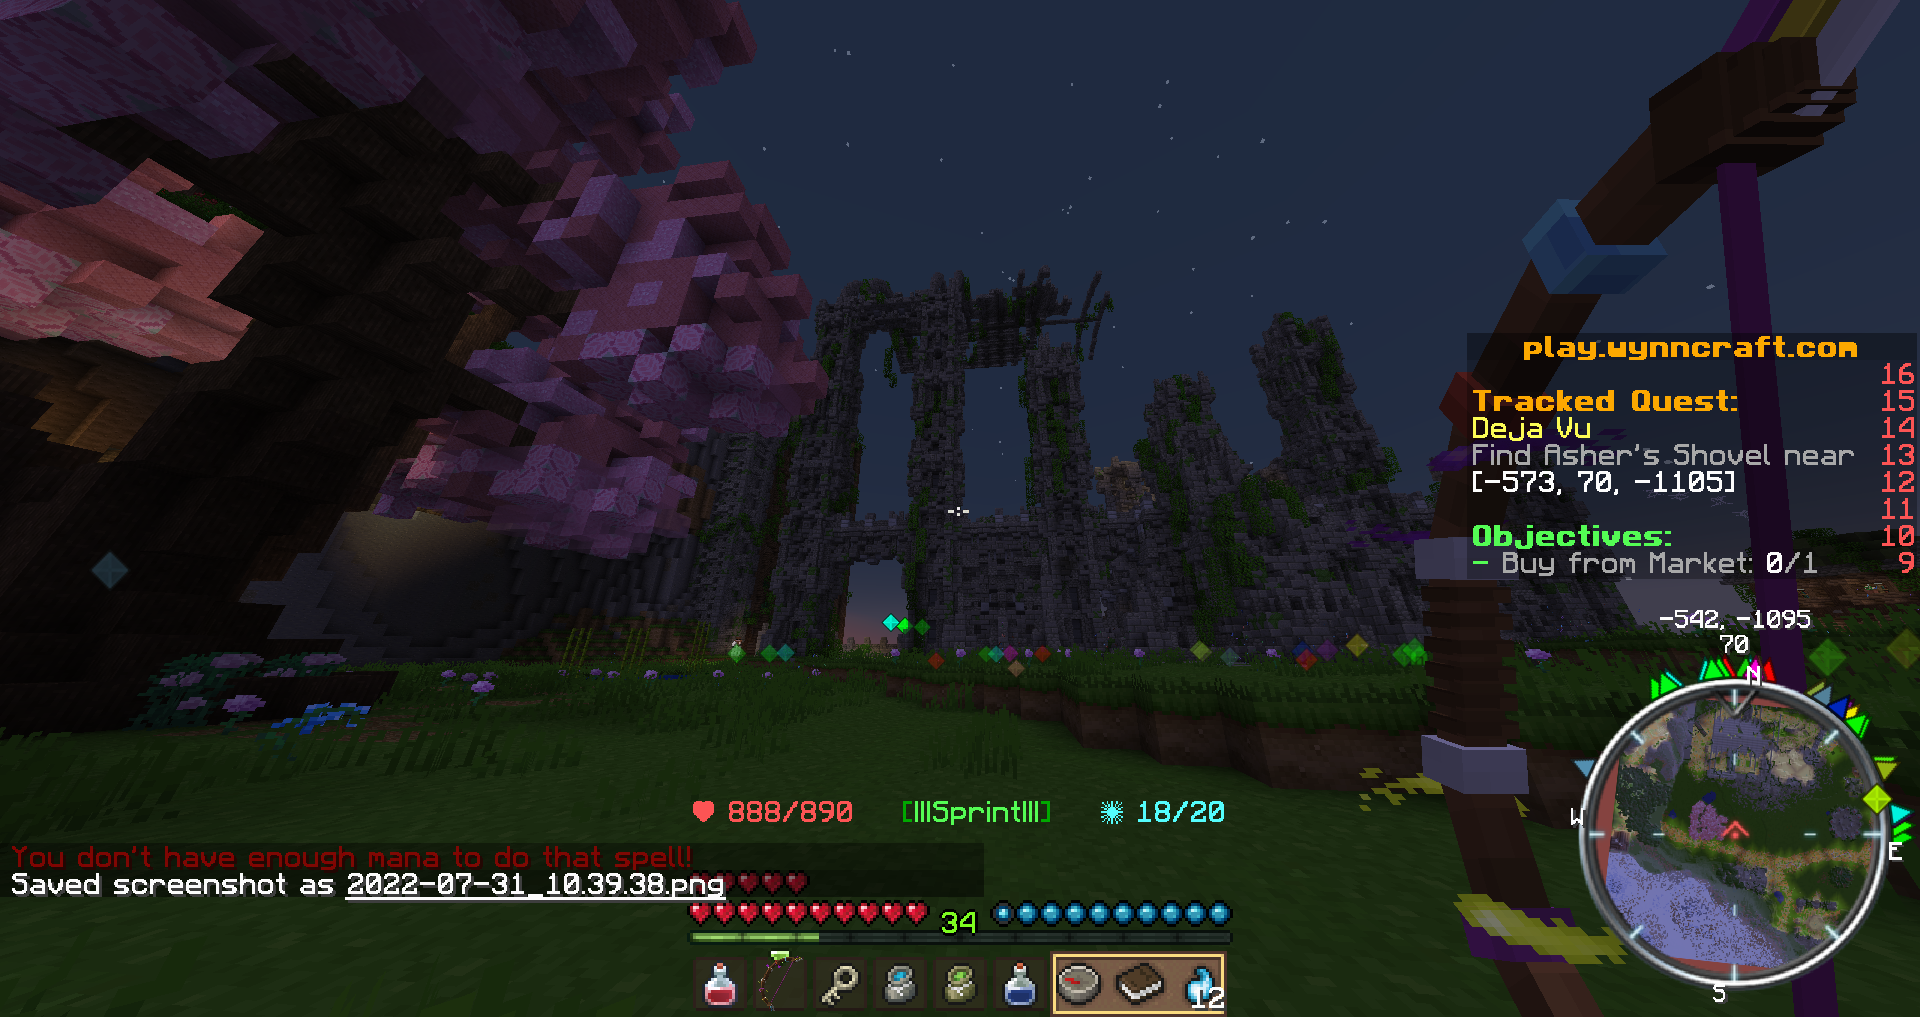 play.wynncraft.com
16
Tracked Quest: 15
Deja Vu 14
Find Asher's Shovel near 13
[-573, 70, -1105] 12
11
Objectives: 10
- Buy from Market: 0/1 9
-542, -1095
70
N
W
E
S
888/890 [|||Sprint|||] 18/20
You don't have enough mana to do that spell!
Saved screenshot as 2022-07-31_10.39.38.png
34
12